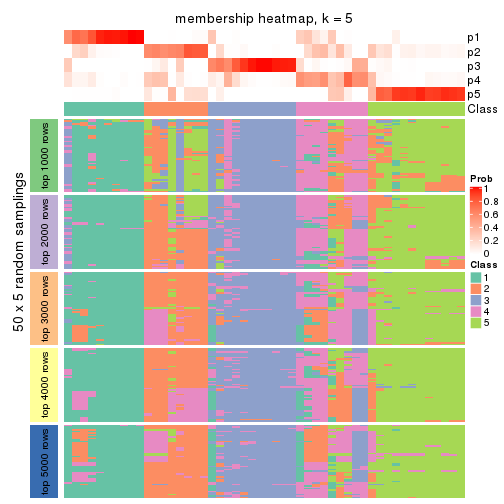 membership heatmap, k = 5
p1
p2
p3
p4
p5
Class
50 x 5 random samplings
top 1000 rows
top 2000 rows
top 3000 rows
top 4000 rows
top 5000 rows
Prob
1
0.8
0.6
0.4
0.2
0
Class
1
2
3
4
5